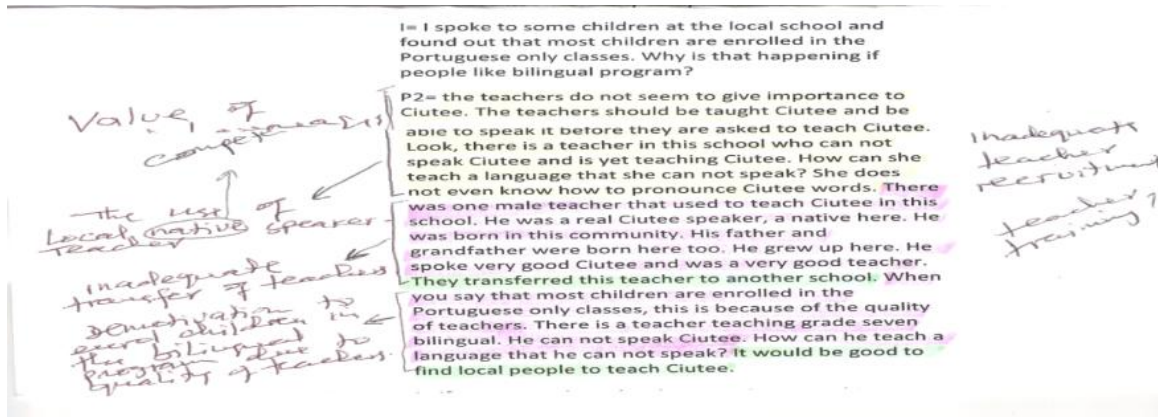 I= I spoke to some children at the local school and
found out that most children are enrolled in the
Portuguese only classes. Why is that happening if
people like bilingual program?
P2= the teachers do not seem to give importance to
Ciutee. The teachers should be taught Ciutee and be
able to speak it before they are asked to teach Ciutee.
Look, there is a teacher in this school who can not
speak Ciutee and is yet teaching Ciutee. How can she
teach a language that she can not speak? She does
not even know how to pronounce Ciutee words. There
was one male teacher that used to teach Ciutee in this
school. He was a real Ciutee speaker, a native here. He
was born in this community. His father and
grandfather were born here too. He grew up here. He
spoke very good Ciutee and was a very good teacher.
They transferred this teacher to another school. When
you say that most children are enrolled in the
Portuguese only classes, this is because of the quality
of teachers. There is a teacher teaching grade seven
bilingual. He can not speak Ciutee. How can he teach a
language that he can not speak? It would be good to
find local people to teach Ciutee.
Value of
The use of
Local native speaker
teacher
inadequate
transfer of teachers
Demotivation to
enrol children in
the bilingual
program due to
quality of teachers.
inadequate
teacher
recruitment
teacher
training?